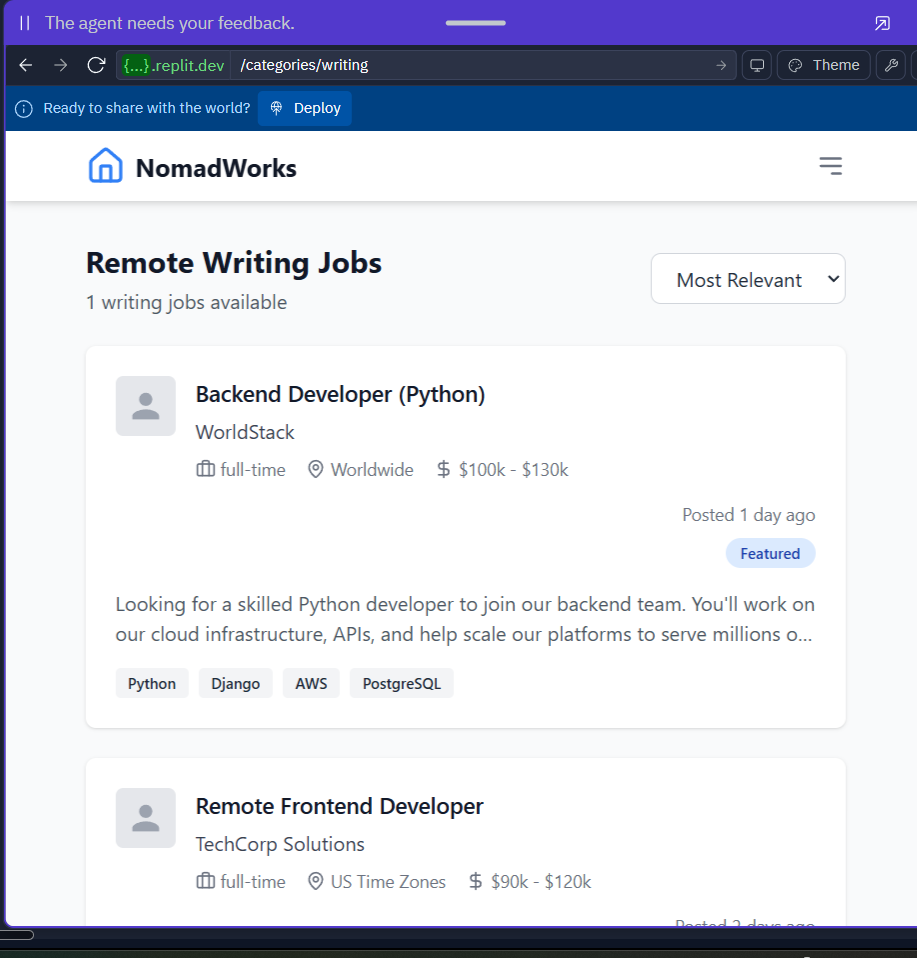 The agent needs your feedback.
{...}.replit.dev /categories/writing
Theme
Ready to share with the world? Deploy
NomadWorks
Remote Writing Jobs
Most Relevant
1 writing jobs available
Backend Developer (Python)
WorldStack
full-time Worldwide $ $100k - $130k
Posted 1 day ago
Featured
Looking for a skilled Python developer to join our backend team. You'll work on
our cloud infrastructure, APIs, and help scale our platforms to serve millions o...
Python Django AWS PostgreSQL
Remote Frontend Developer
TechCorp Solutions
full-time US Time Zones $ $90k - $120k
Posted 2 days ago